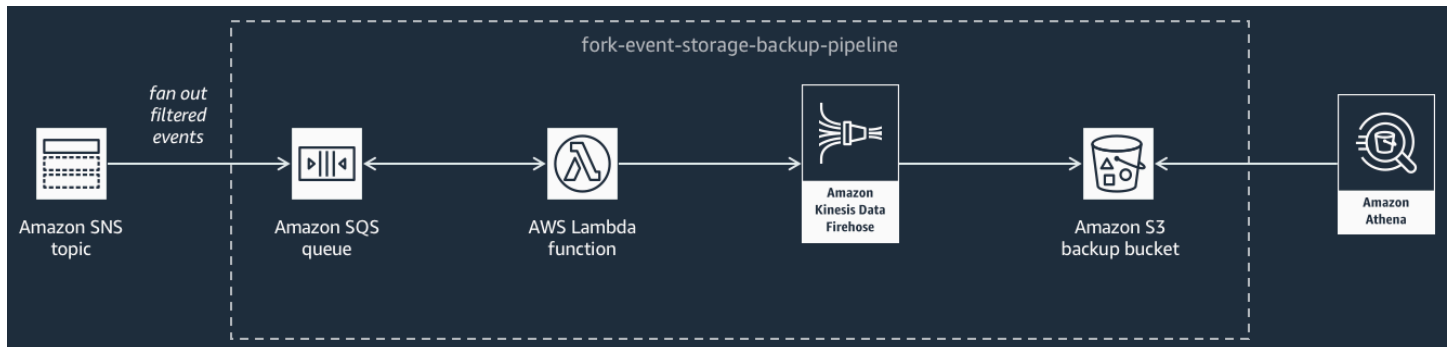 fork-event-storage-backup-pipeline
fan out
filtered
events
Amazon SNS
topic
Amazon SQS
queue
AWS Lambda
function
Amazon
Kinesis Data
Firehose
Amazon S3
backup bucket
Amazon
Athena